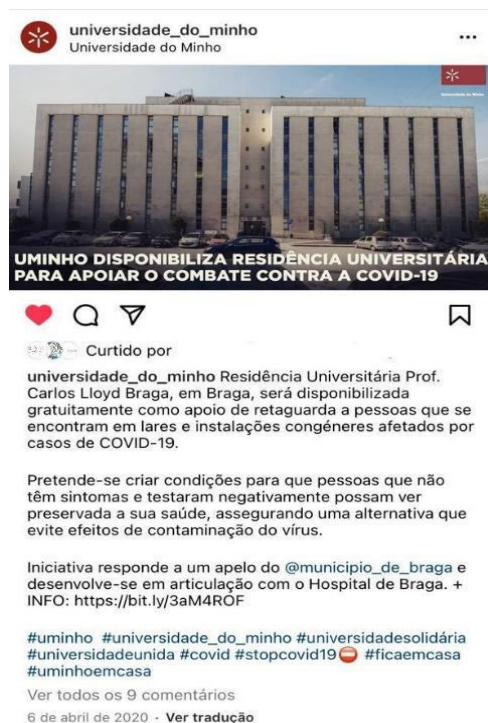 universidade_do_minho
Universidade do Minho
Universidade do Minho
UMINHO DISPONIBILIZA RESIDÊNCIA UNIVERSITÁRIA
PARA APOIAR O COMBATE CONTRA A COVID-19
Curtido por
universidade_do_minho Residência Universitária Prof.
Carlos Lloyd Braga, em Braga, será disponibilizada
gratuitamente como apoio de retaguarda a pessoas que se
encontram em lares e instalações congéneres afetados por
casos de COVID-19.
Pretende-se criar condições para que pessoas que não
têm sintomas e testaram negativamente possam ver
preservada a sua saúde, assegurando uma alternativa que
evite efeitos de contaminação do vírus.
Iniciativa responde a um apelo do @municipio_de_braga e
desenvolve-se em articulação com o Hospital de Braga. +
INFO: https://bit.ly/3aM4ROF
#uminho #universidade_do_minho #universidadesolidária
#universidadeunida #covid #stopcovid19⛔ #ficaemcasa
#uminhoemcasa
Ver todos os 9 comentários
6 de abril de 2020 · Ver tradução